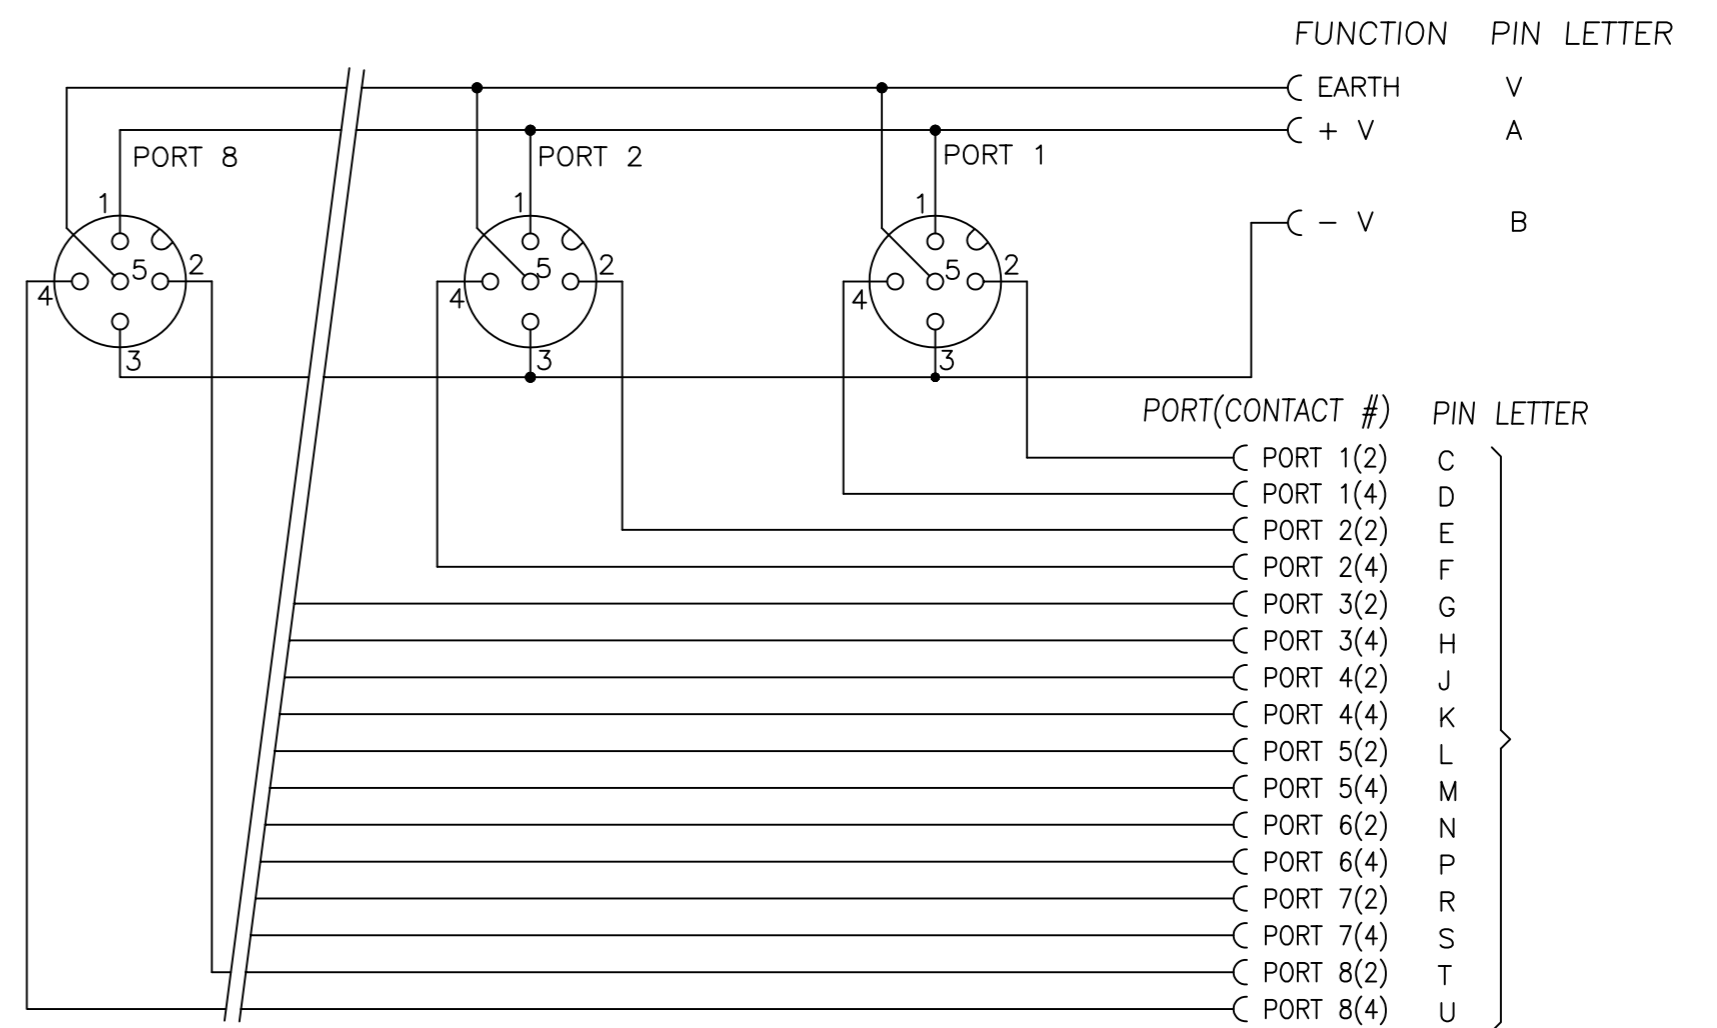 FUNCTION PIN LETTER
EARTH V
+ V A
PORT 8 PORT 2 PORT 1
1 1 1
- V B
5 2 5 2 5 2
4 4 4
3 3 3
PORT(CONTACT #) PIN LETTER
PORT 1(2) C
PORT 1(4) D
PORT 2(2) E
PORT 2(4) F
PORT 3(2) G
PORT 3(4) H
PORT 4(2) J
PORT 4(4) K
PORT 5(2) L
PORT 5(4) M
PORT 6(2) N
PORT 6(4) P
PORT 7(2) R
PORT 7(4) S
PORT 8(2) T
PORT 8(4) U